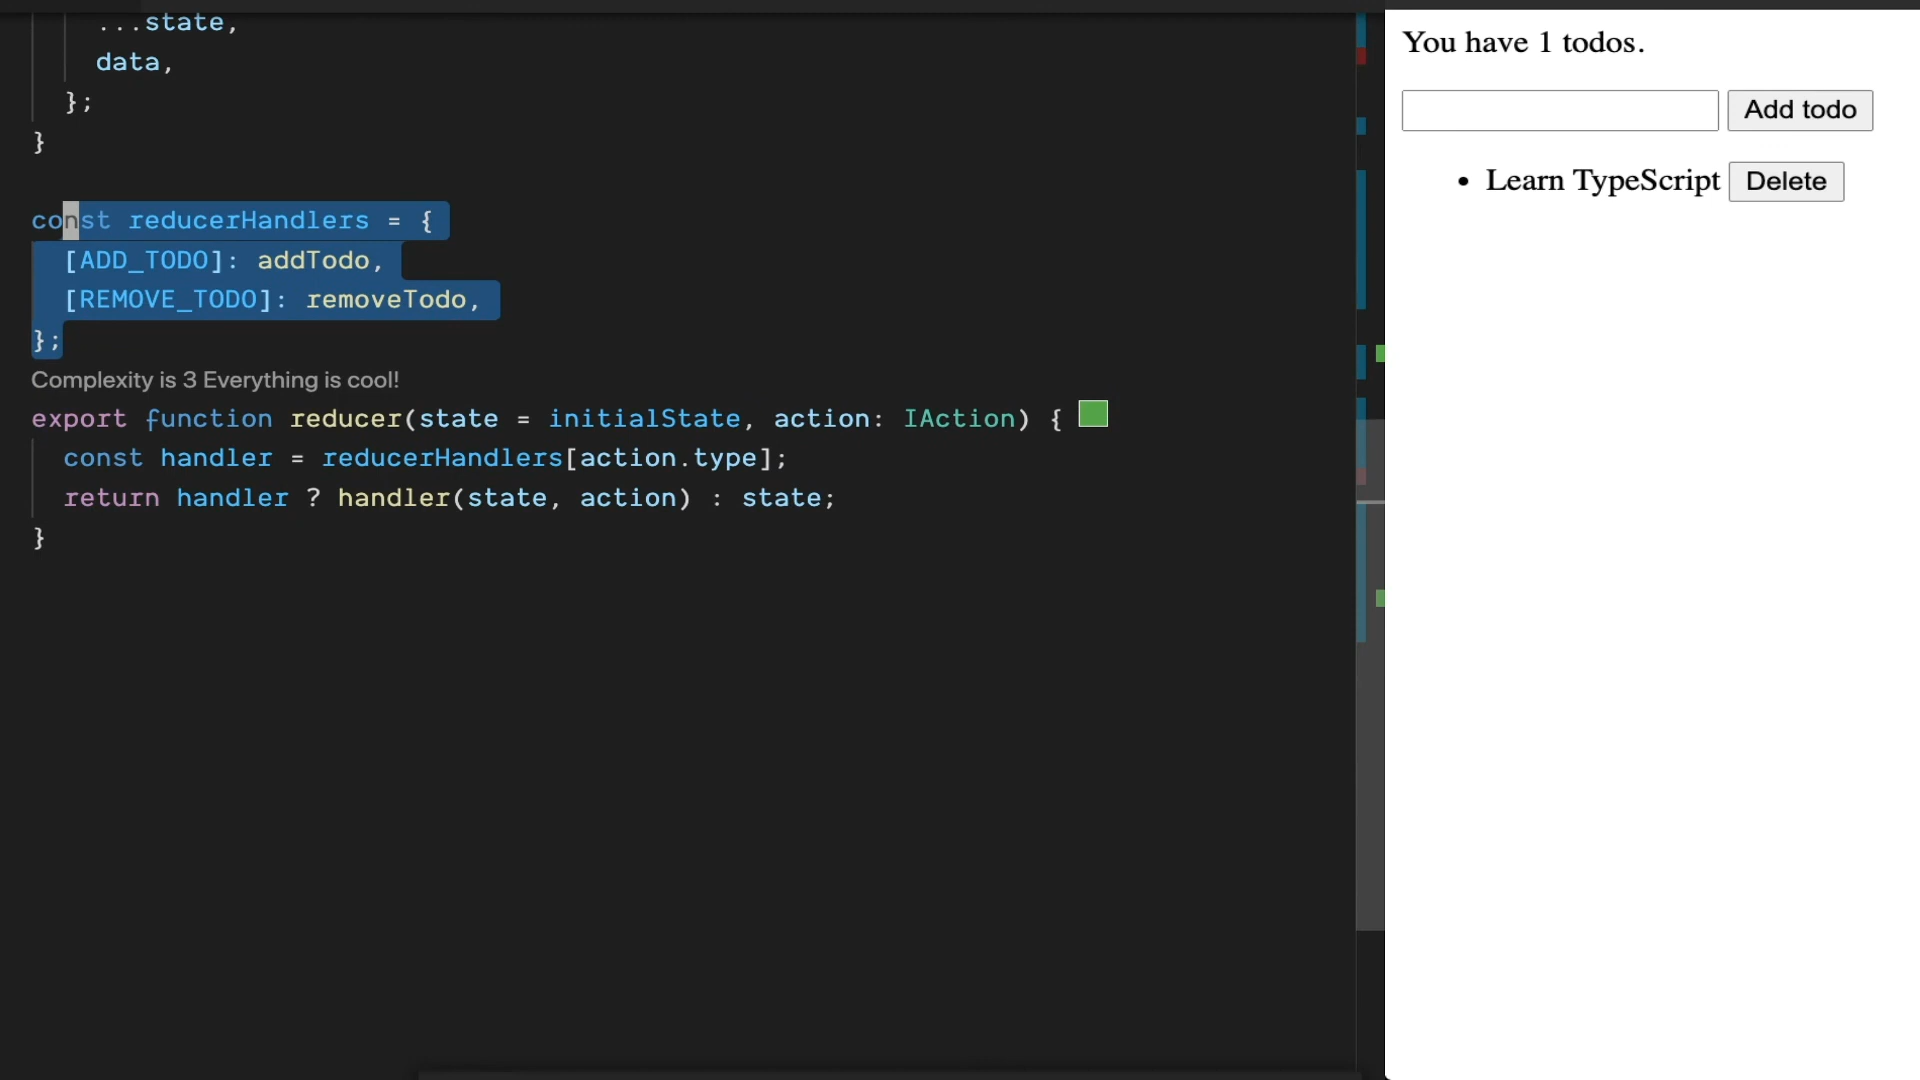 ...state,
data,
};
}
const reducerHandlers = {
[ADD_TODO]: addTodo,
[REMOVE_TODO]: removeTodo,
};
Complexity is 3 Everything is cool!
export function reducer(state = initialState, action: IAction) {
const handler = reducerHandlers[action.type];
return handler ? handler(state, action) : state;
}
You have 1 todos.
Add todo
• Learn TypeScript Delete